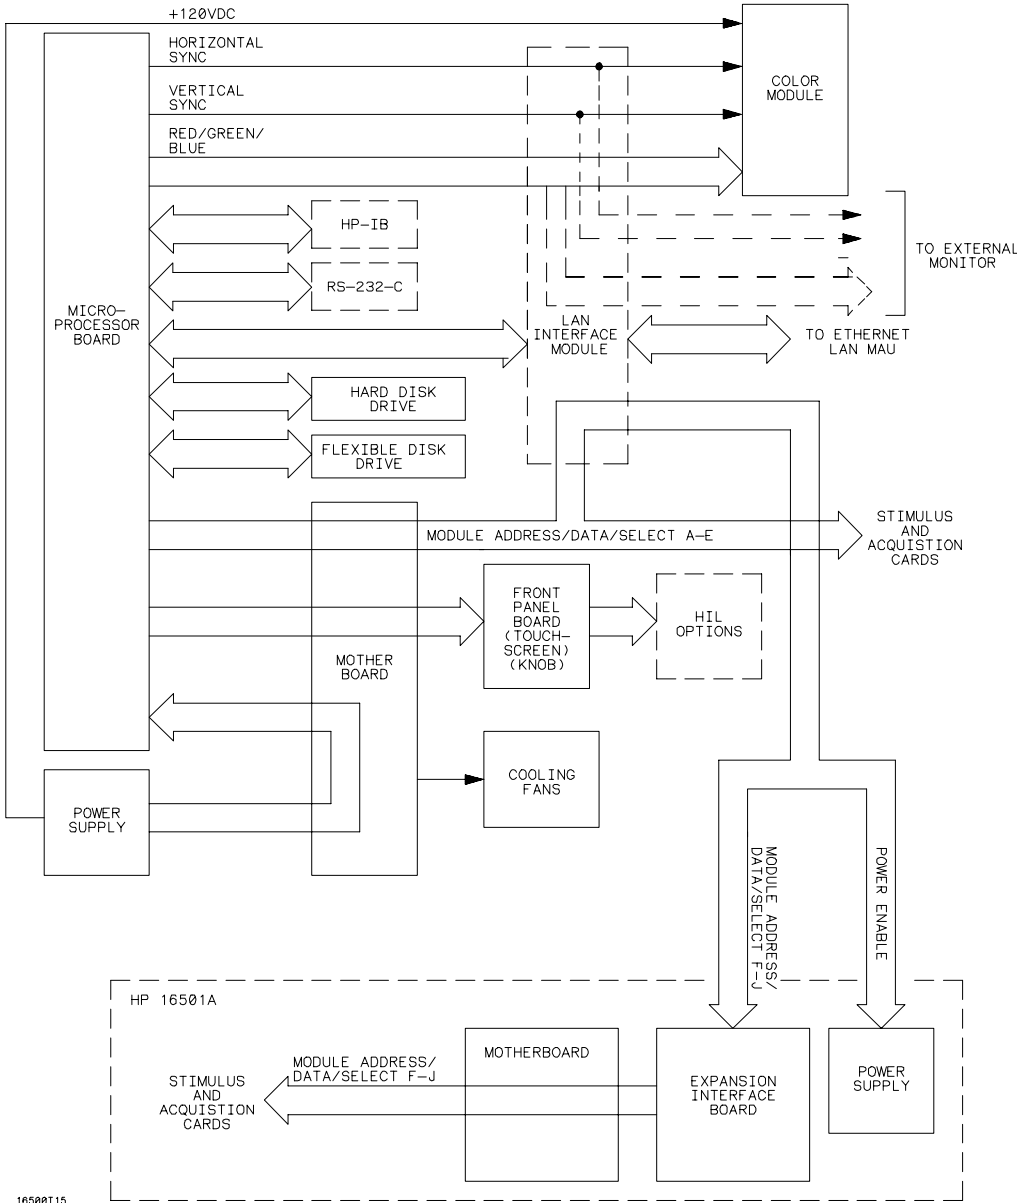 +120VDC
HORIZONTAL
SYNC
VERTICAL
SYNC
RED/GREEN/
BLUE
COLOR
MODULE
HP-IB
RS-232-C
TO EXTERNAL
MONITOR
MICRO-
PROCESSOR
BOARD
LAN
INTERFACE
MODULE
TO ETHERNET
LAN MAU
HARD DISK
DRIVE
FLEXIBLE DISK
DRIVE
MODULE ADDRESS/DATA/SELECT A-E
STIMULUS
AND
ACQUISTION
CARDS
FRONT
PANEL
BOARD
(TOUCH-
SCREEN)
(KNOB)
HIL
OPTIONS
MOTHER
BOARD
COOLING
FANS
POWER
SUPPLY
MODULE ADDRESS/
DATA/SELECT F-J
POWER ENABLE
HP 16501A
MODULE ADDRESS/
DATA/SELECT F-J
MOTHERBOARD
STIMULUS
AND
ACQUISTION
CARDS
EXPANSION
INTERFACE
BOARD
POWER
SUPPLY
16500T15